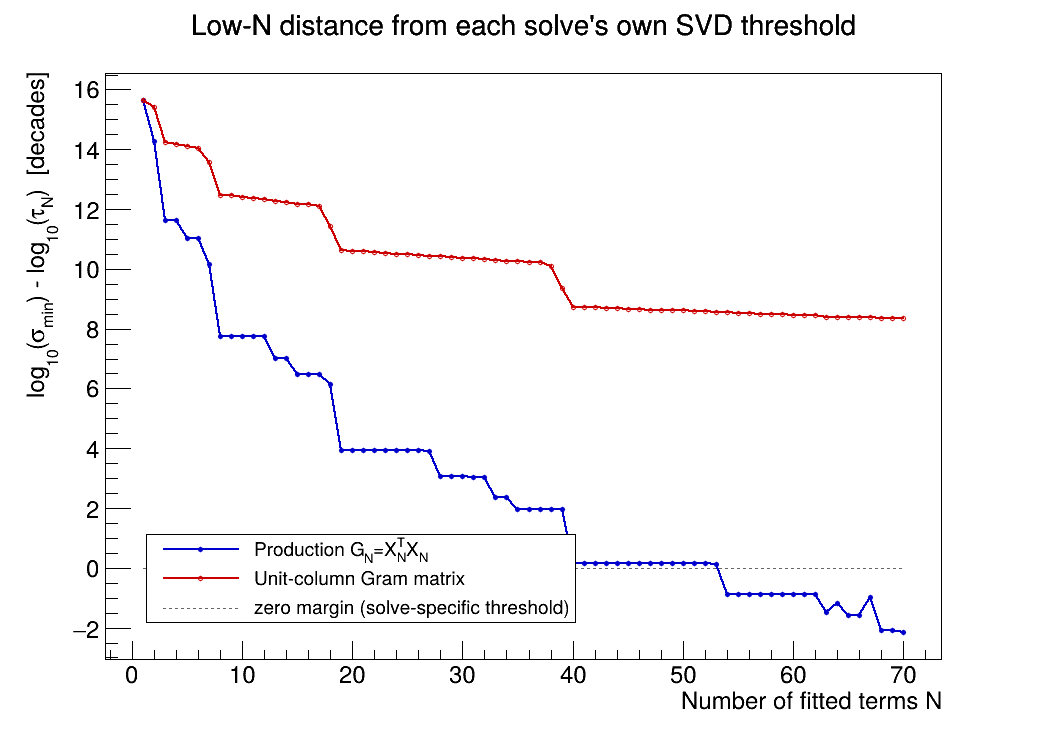 Low-N distance from each solve's own SVD threshold
log10(σmin) - log10(τN) [decades]
16
14
12
10
8
6
4
2
0
−2
Production GN=XTNXN
Unit-column Gram matrix
zero margin (solve-specific threshold)
0 10 20 30 40 50 60 70
Number of fitted terms N